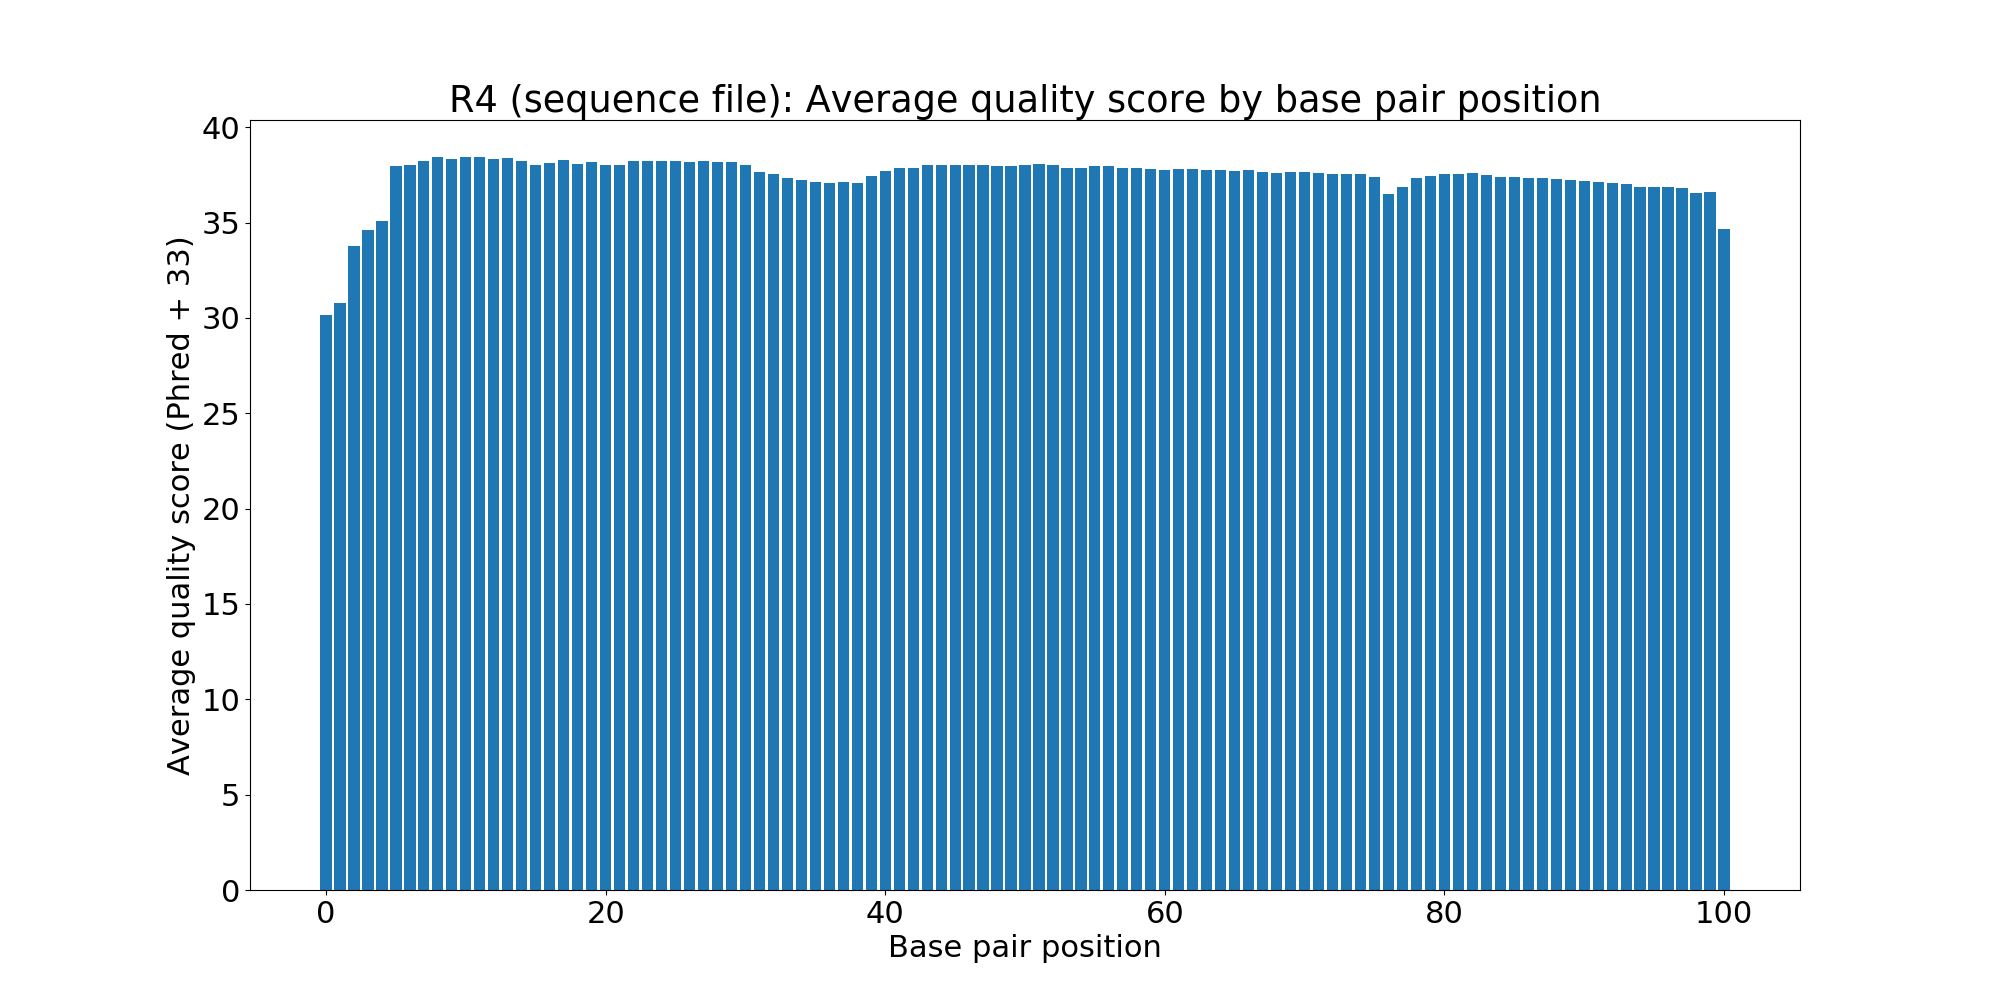 R4 (sequence file): Average quality score by base pair position
Average quality score (Phred + 33)
40
35
30
25
20
15
10
5
0
0 20 40 60 80 100
Base pair position